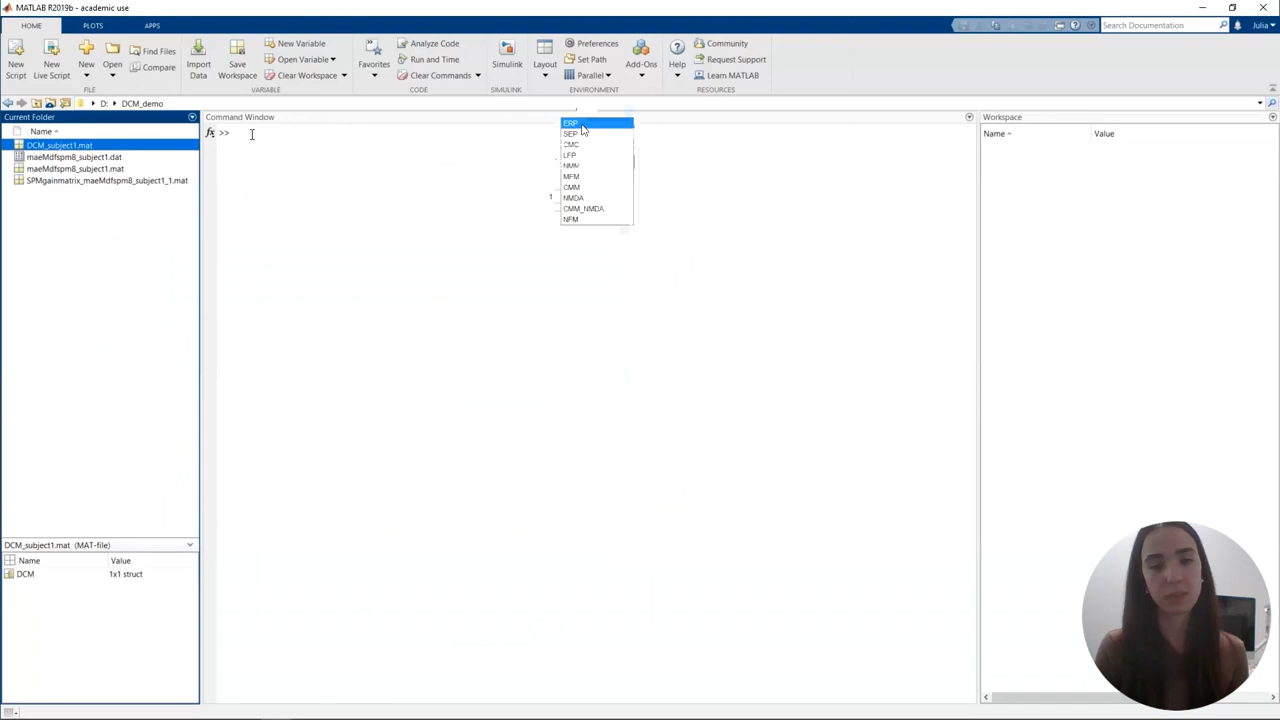 MATLAB R2019b - academic use
HOME PLOTS APPS
Search Documentation Julia
New Script
New Live Script
New
Open
Find Files
Compare
FILE
Import Data
Save Workspace
New Variable
Open Variable
Clear Workspace
VARIABLE
Favorites
Analyze Code
Run and Time
Clear Commands
CODE
Simulink
SIMULINK
Layout
Preferences
Set Path
Parallel
ENVIRONMENT
Add-Ons
Help
Community
Request Support
Learn MATLAB
RESOURCES
D: DCM_demo
Current Folder
Name
DCM_subject1.mat
maeMdfspm8_subject1.dat
maeMdfspm8_subject1.mat
SPMgainmatrix_maeMdfspm8_subject1_1.mat
DCM_subject1.mat (MAT-file)
Name Value
DCM 1x1 struct
Command Window
fx >>
ERP
SEP
CMC
LFP
NMM
MFM
CMM
NMDA
CMM_NMDA
NFM
1
Workspace
Name Value